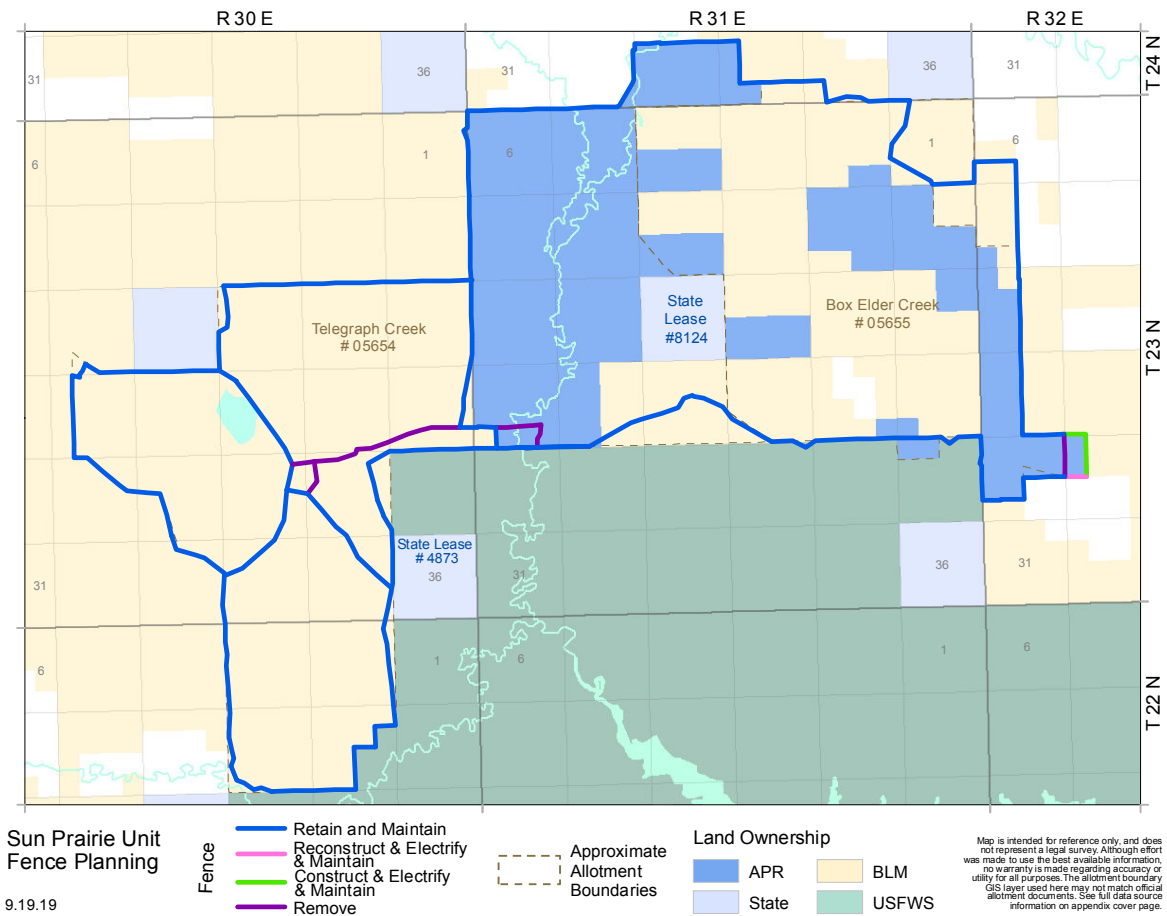 R 30 E
R 31 E
R 32 E
T 24 N
T 23 N
T 22 N
31
36
31
36
31
6
1
6
1
6
Telegraph Creek
# 05654
State
Lease
#8124
Box Elder Creek
# 05655
State Lease
# 4873
31
36
31
36
31
6
1
6
1
6
Sun Prairie Unit
Fence Planning
9.19.19
Fence
Retain and Maintain
Reconstruct & Electrify
& Maintain
Construct & Electrify
& Maintain
Remove
Approximate
Allotment
Boundaries
Land Ownership
APR
State
BLM
USFWS
Map is intended for reference only, and does
not represent a legal survey. Although effort
was made to use the best available information,
no warranty is made regarding accuracy or
utility for all purposes. The allotment boundary
GIS layer used here may not match official
allotment documents. See full data source
information on appendix cover page.